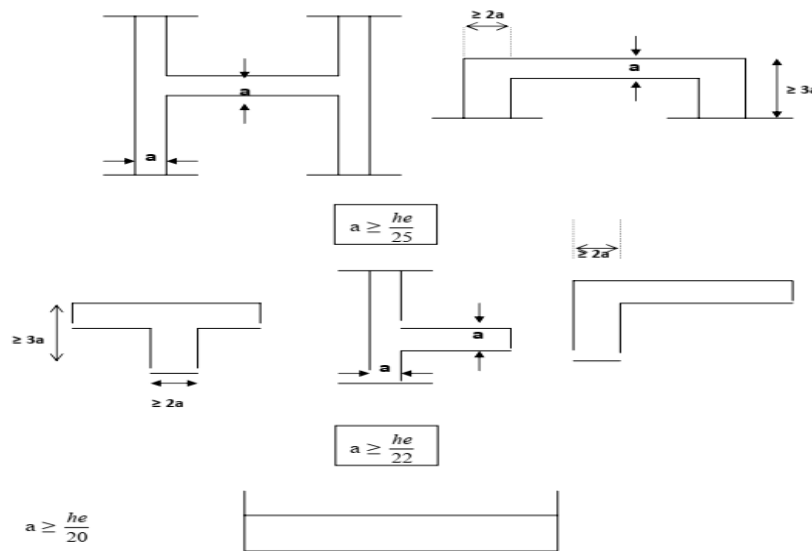 ≥ 2a
a
≥ 3a
a
a
a ≥ he/25
≥ 2a
≥ 3a
a
a
≥ 2a
a ≥ he/22
a ≥ he/20